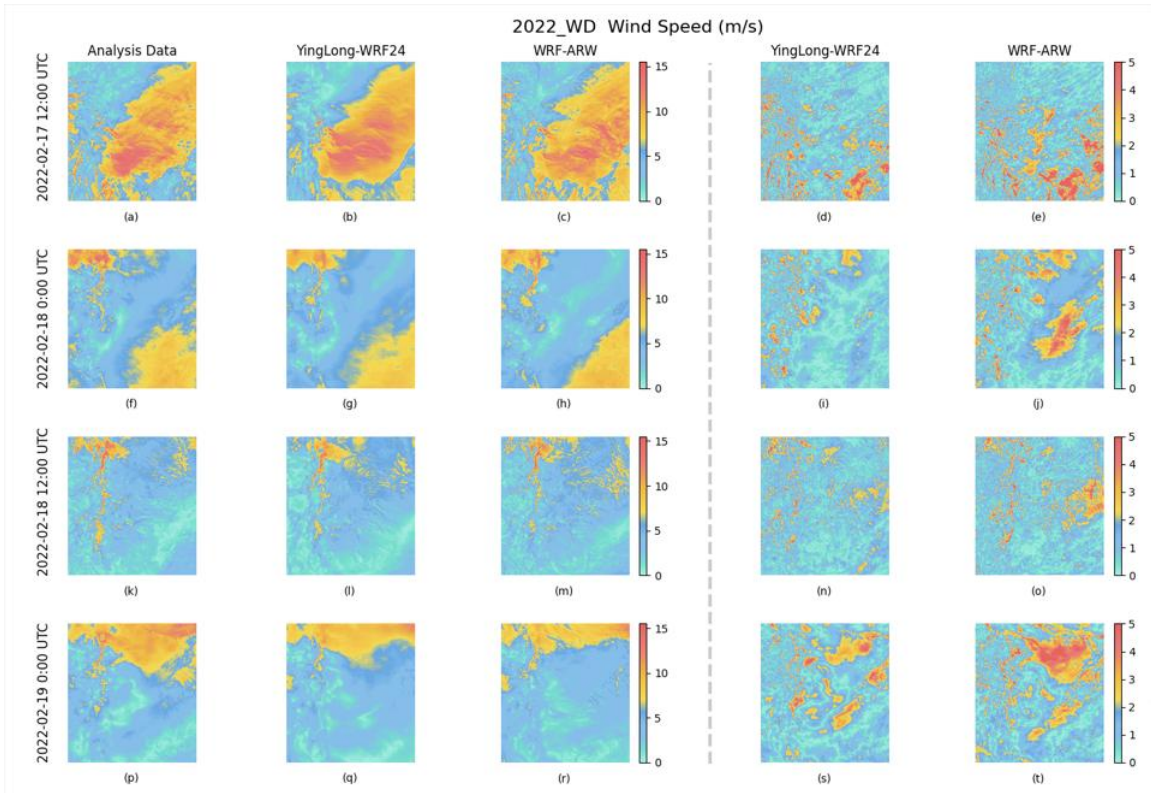 2022_WD  Wind Speed (m/s)
Analysis Data
YingLong-WRF24
WRF-ARW
YingLong-WRF24
WRF-ARW
2022-02-17 12:00 UTC
15
10
5
0
5
4
3
2
1
0
(a)
(b)
(c)
(d)
(e)
2022-02-18 0:00 UTC
15
10
5
0
5
4
3
2
1
0
(f)
(g)
(h)
(i)
(j)
2022-02-18 12:00 UTC
15
10
5
0
5
4
3
2
1
0
(k)
(l)
(m)
(n)
(o)
2022-02-19 0:00 UTC
15
10
5
0
5
4
3
2
1
0
(p)
(q)
(r)
(s)
(t)